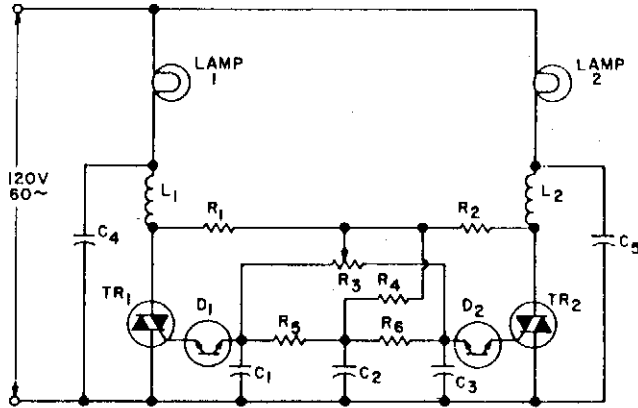 LAMP
1
LAMP
2
120V
60~
L1
L2
R1
R2
C4
C5
R3
R4
TR1
D1
D2
TR2
R5
R6
C1
C2
C3